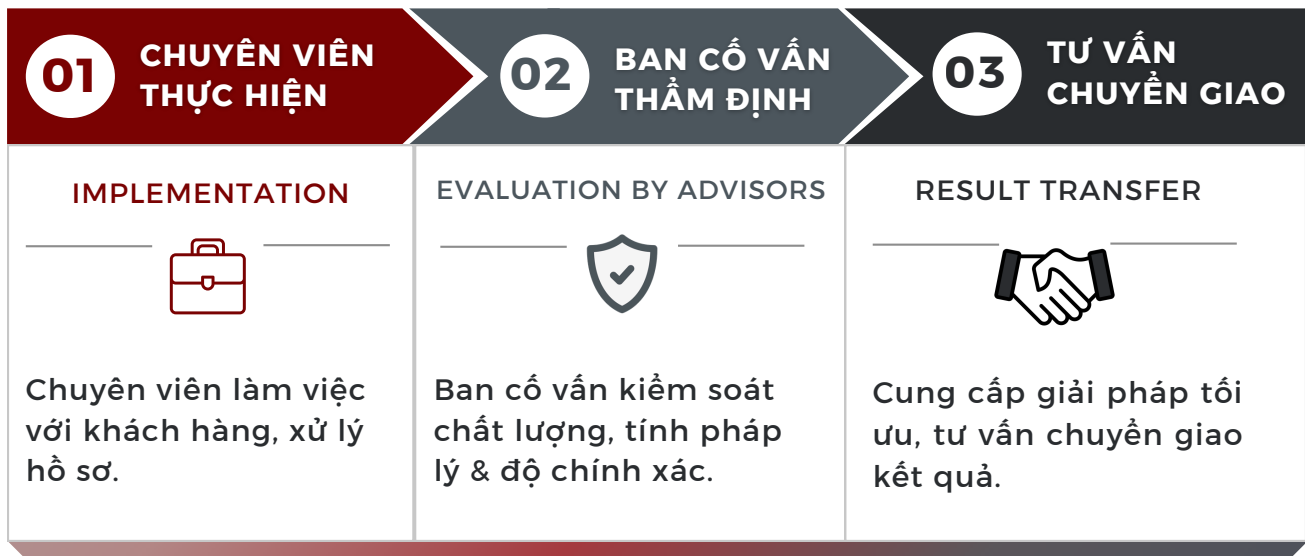 01
CHUYÊN VIÊN
THỰC HIỆN
02
BAN CỐ VẤN
THẨM ĐỊNH
03
TƯ VẤN
CHUYỂN GIAO
IMPLEMENTATION
Chuyên viên làm việc
với khách hàng, xử lý
hồ sơ.
EVALUATION BY ADVISORS
Ban cố vấn kiểm soát
chất lượng, tính pháp
lý & độ chính xác.
RESULT TRANSFER
Cung cấp giải pháp tối
ưu, tư vấn chuyển giao
kết quả.